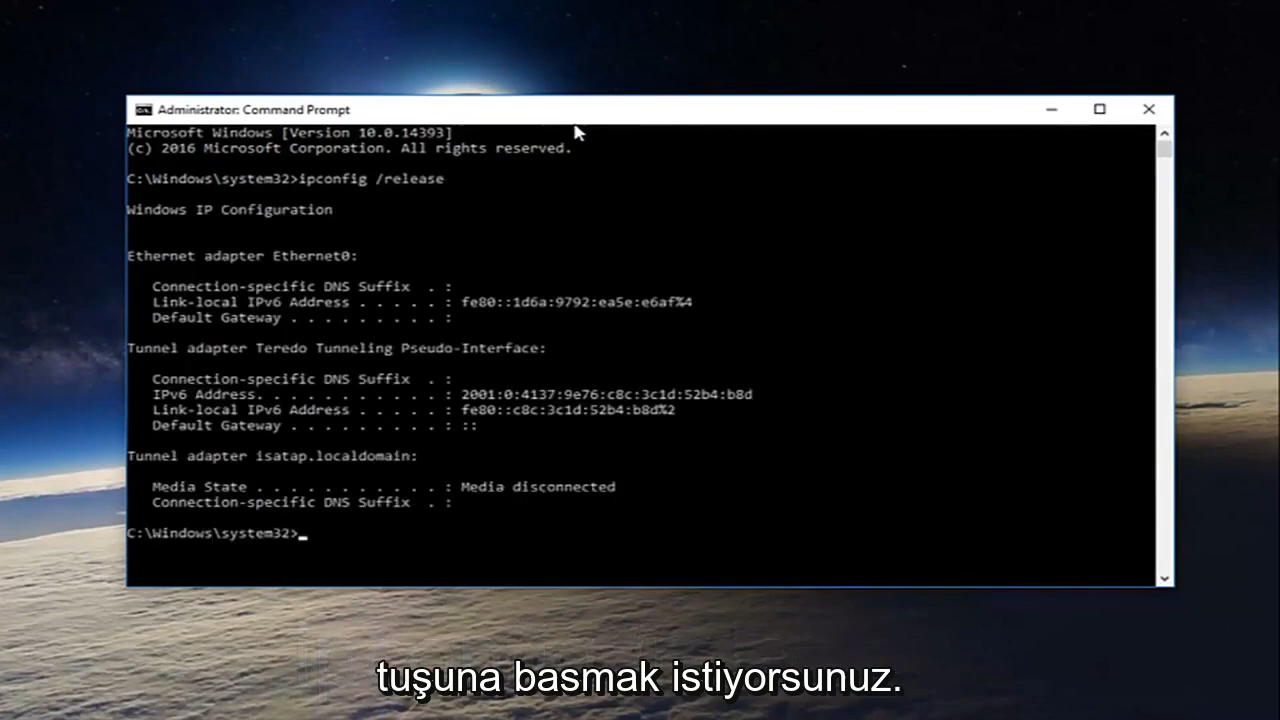 Administrator: Command Prompt
Microsoft Windows [Version 10.0.14393]
(c) 2016 Microsoft Corporation. All rights reserved.
C:\Windows\system32>ipconfig /release
Windows IP Configuration
Ethernet adapter Ethernet0:
Connection-specific DNS Suffix . :
Link-local IPv6 Address . . . . . : fe80::1d6a:9792:ea5e:e6af%4
Default Gateway . . . . . . . . . :
Tunnel adapter Teredo Tunneling Pseudo-Interface:
Connection-specific DNS Suffix . :
IPv6 Address. . . . . . . . . . . : 2001:0:4137:9e76:c8c:3c1d:52b4:b8d
Link-local IPv6 Address . . . . . : fe80::c8c:3c1d:52b4:b8d%2
Default Gateway . . . . . . . . . : ::
Tunnel adapter isatap.localdomain:
Media State . . . . . . . . . . . : Media disconnected
Connection-specific DNS Suffix . :
C:\Windows\system32>
tuşuna basmak istiyorsunuz.